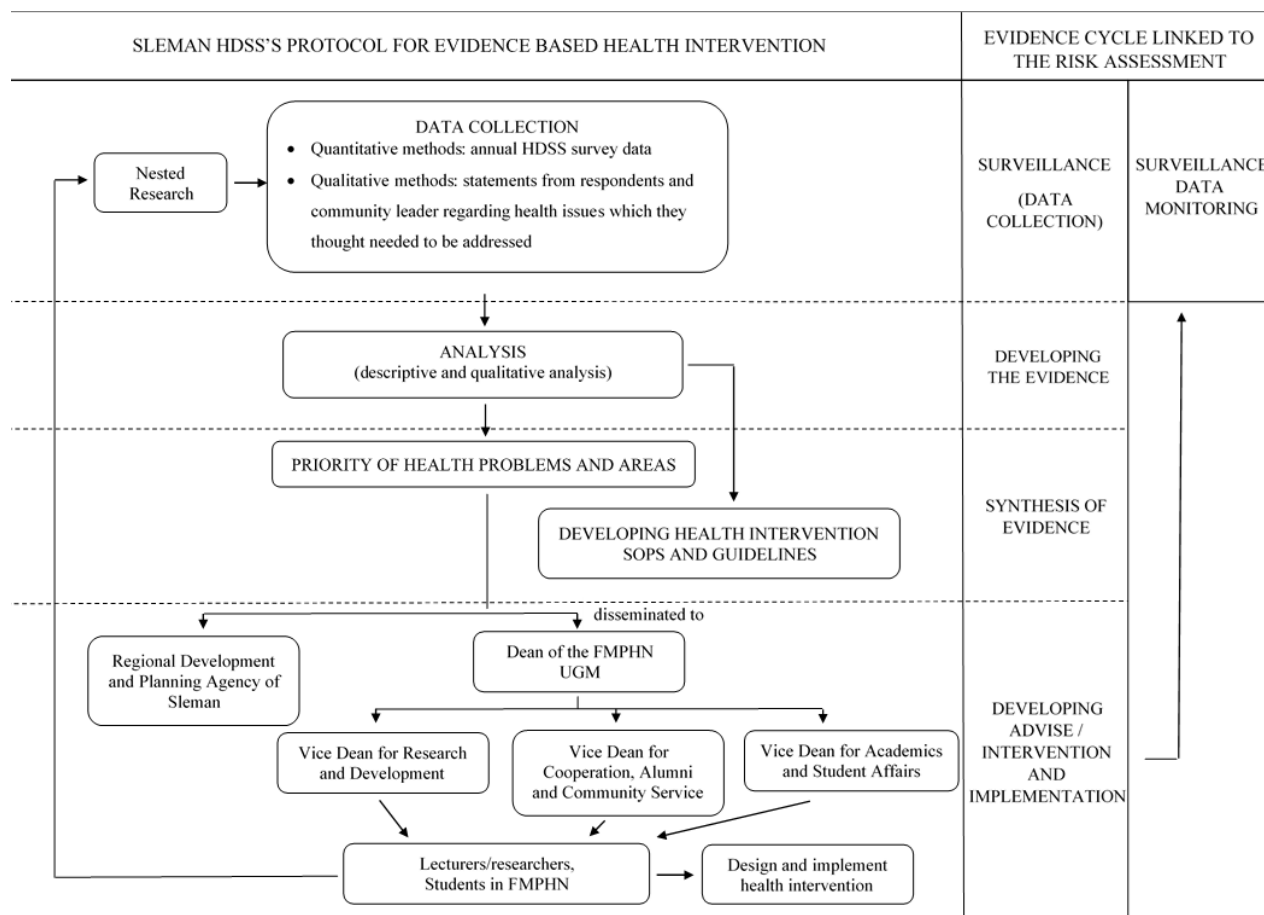 SLEMAN HDSS'S PROTOCOL FOR EVIDENCE BASED HEALTH INTERVENTION
EVIDENCE CYCLE LINKED TO
THE RISK ASSESSMENT
Nested
Research
DATA COLLECTION
• Quantitative methods: annual HDSS survey data
• Qualitative methods: statements from respondents and
community leader regarding health issues which they
thought needed to be addressed
SURVEILLANCE
(DATA
COLLECTION)
SURVEILLANCE
DATA
MONITORING
ANALYSIS
(descriptive and qualitative analysis)
DEVELOPING
THE EVIDENCE
PRIORITY OF HEALTH PROBLEMS AND AREAS
DEVELOPING HEALTH INTERVENTION
SOPS AND GUIDELINES
SYNTHESIS OF
EVIDENCE
disseminated to
Regional Development
and Planning Agency of
Sleman
Dean of the FMPHN
UGM
Vice Dean for Research
and Development
Vice Dean for
Cooperation, Alumni
and Community Service
Vice Dean for Academics
and Student Affairs
DEVELOPING
ADVISE /
INTERVENTION
AND
IMPLEMENTATION
Lecturers/researchers,
Students in FMPHN
Design and implement
health intervention